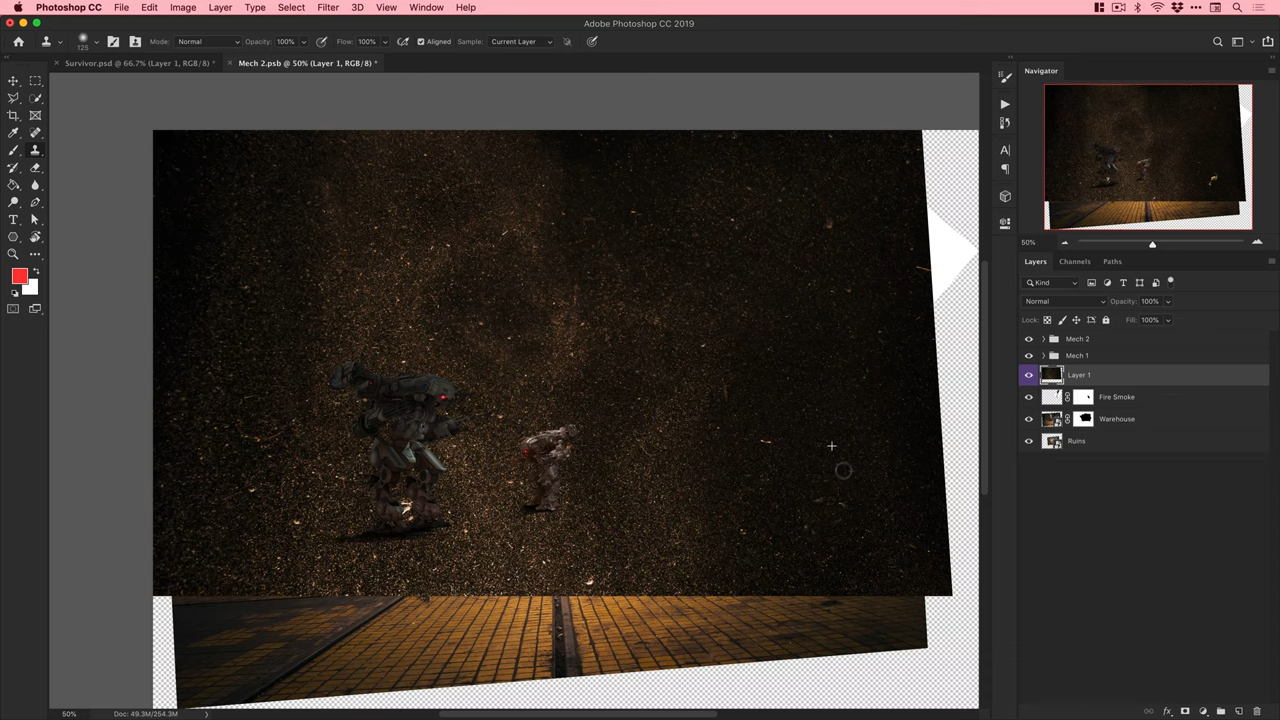 Photoshop CC File Edit Image Layer Type Select Filter 3D View Window Help
Adobe Photoshop CC 2019
125 Mode: Normal Opacity: 100% Flow: 100% Aligned Sample: Current Layer
Survivor.psd @ 66.7% (Layer 1, RGB/8) * Mech 2.psb @ 50% (Layer 1, RGB/8) *
Navigator
50%
Layers Channels Paths
Kind
Normal Opacity: 100%
Lock: Fill: 100%
Mech 2
Mech 1
Layer 1
Fire Smoke
Warehouse
Ruins
50% Doc: 49.3M/254.3M